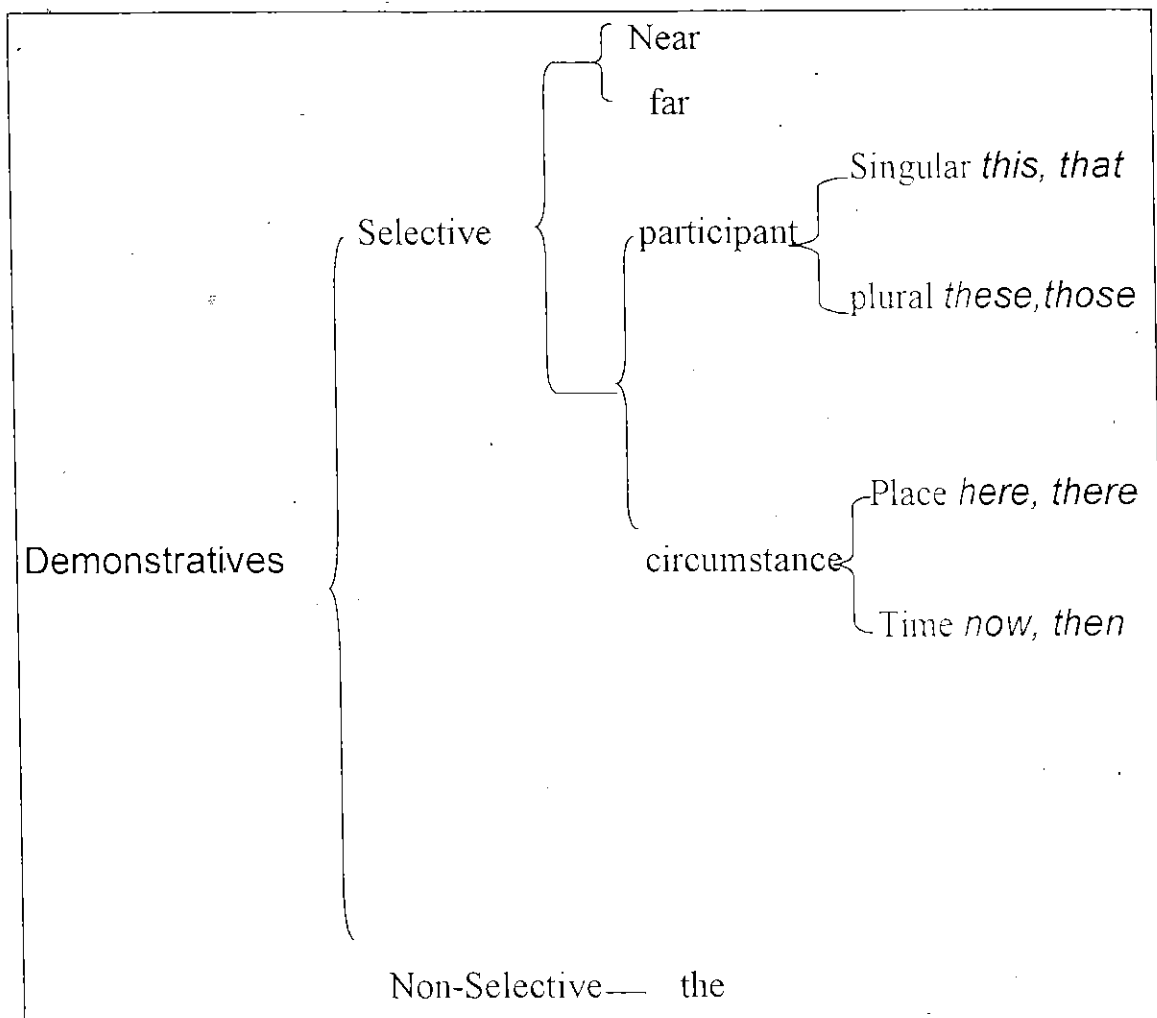 Near
far
Singular this, that
Selective
participant
plural these,those
Place here, there
Demonstratives
circumstance
Time now, then
Non-Selective— the